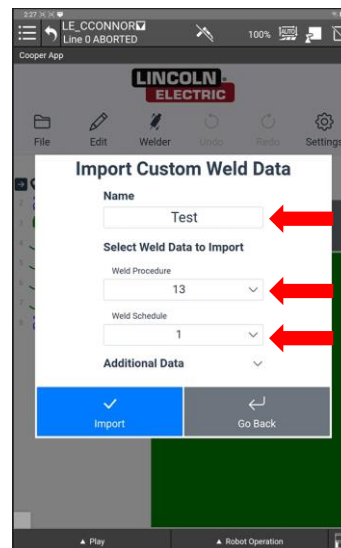 LE_CCONNOR
Line 0 ABORTED
100%
AUTO
Cooper App
LINCOLN
ELECTRIC
File
Edit
Welder
Undo
Redo
Settings
Import Custom Weld Data
Name
Test
Select Weld Data to Import
Weld Procedure
13
Weld Schedule
1
Additional Data
Import
Go Back
Play
Robot Operation